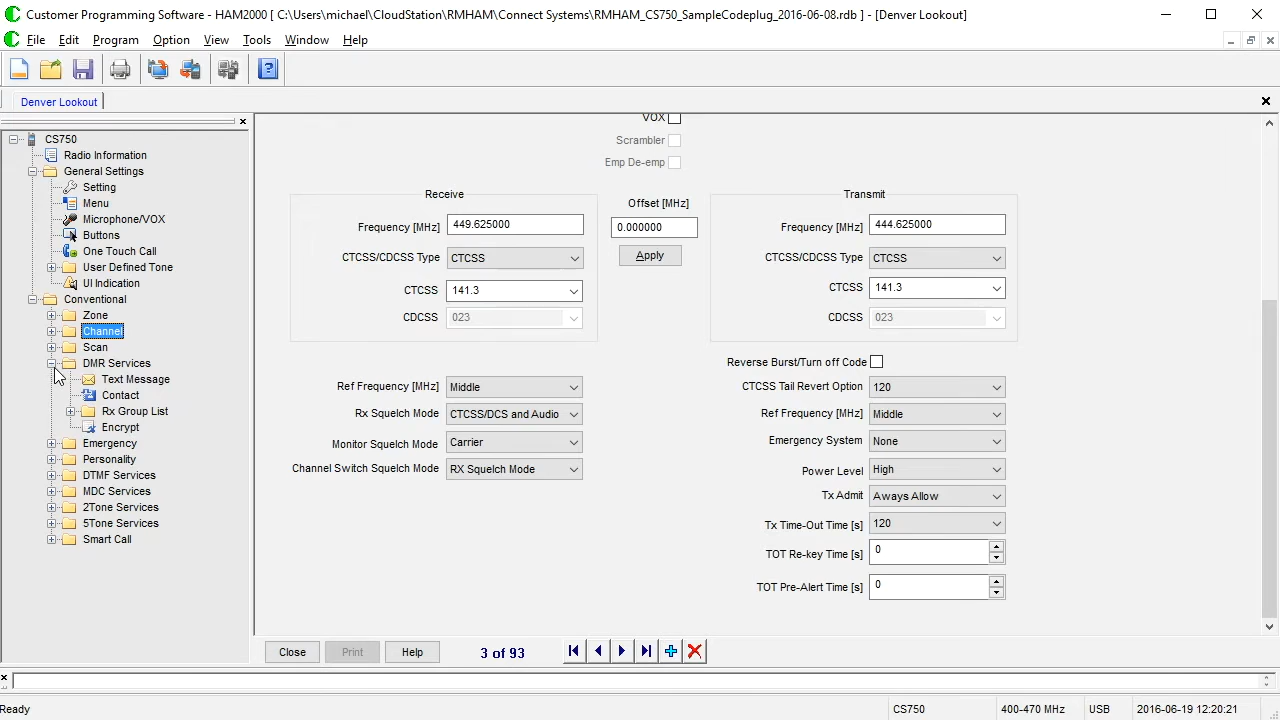 Customer Programming Software - HAM2000 [ C:\Users\michael\CloudStation\RMHAM\Connect Systems\RMHAM_CS750_SampleCodeplug_2016-06-08.rdb ] - [Denver Lookout]
File Edit Program Option View Tools Window Help
Denver Lookout
CS750
Radio Information
General Settings
Setting
Menu
Microphone/VOX
Buttons
One Touch Call
User Defined Tone
UI Indication
Conventional
Zone
Channel
Scan
DMR Services
Text Message
Contact
Rx Group List
Encrypt
Emergency
Personality
DTMF Services
MDC Services
2Tone Services
5Tone Services
Smart Call
VOX
Scrambler
Emp De-emp
Receive
Frequency [MHz] 449.625000
CTCSS/CDCSS Type CTCSS
CTCSS 141.3
CDCSS 023
Offset [MHz]
0.000000
Apply
Transmit
Frequency [MHz] 444.625000
CTCSS/CDCSS Type CTCSS
CTCSS 141.3
CDCSS 023
Ref Frequency [MHz] Middle
Rx Squelch Mode CTCSS/DCS and Audio
Monitor Squelch Mode Carrier
Channel Switch Squelch Mode RX Squelch Mode
Reverse Burst/Turn off Code
CTCSS Tail Revert Option 120
Ref Frequency [MHz] Middle
Emergency System None
Power Level High
Tx Admit Aways Allow
Tx Time-Out Time [s] 120
TOT Re-key Time [s] 0
TOT Pre-Alert Time [s] 0
Close Print Help 3 of 93
Ready CS750 400-470 MHz USB 2016-06-19 12:20:21